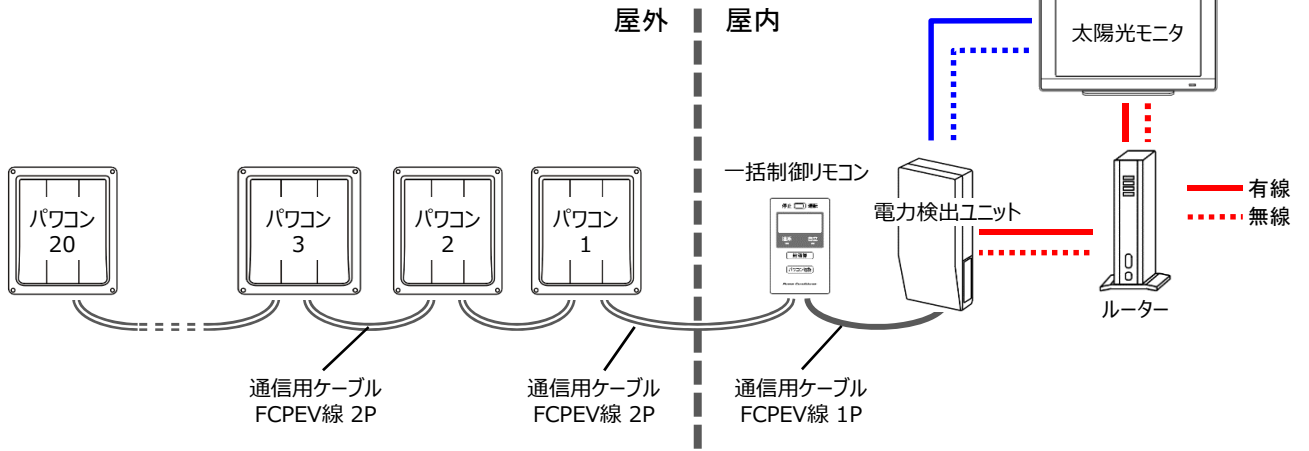 屋外
屋内
太陽光モニタ
一括制御リモコン
電力検出ユニット
有線
無線
パワコン
20
パワコン
3
パワコン
2
パワコン
1
ルーター
通信用ケーブル
FCPEV線 2P
通信用ケーブル
FCPEV線 2P
通信用ケーブル
FCPEV線 1P